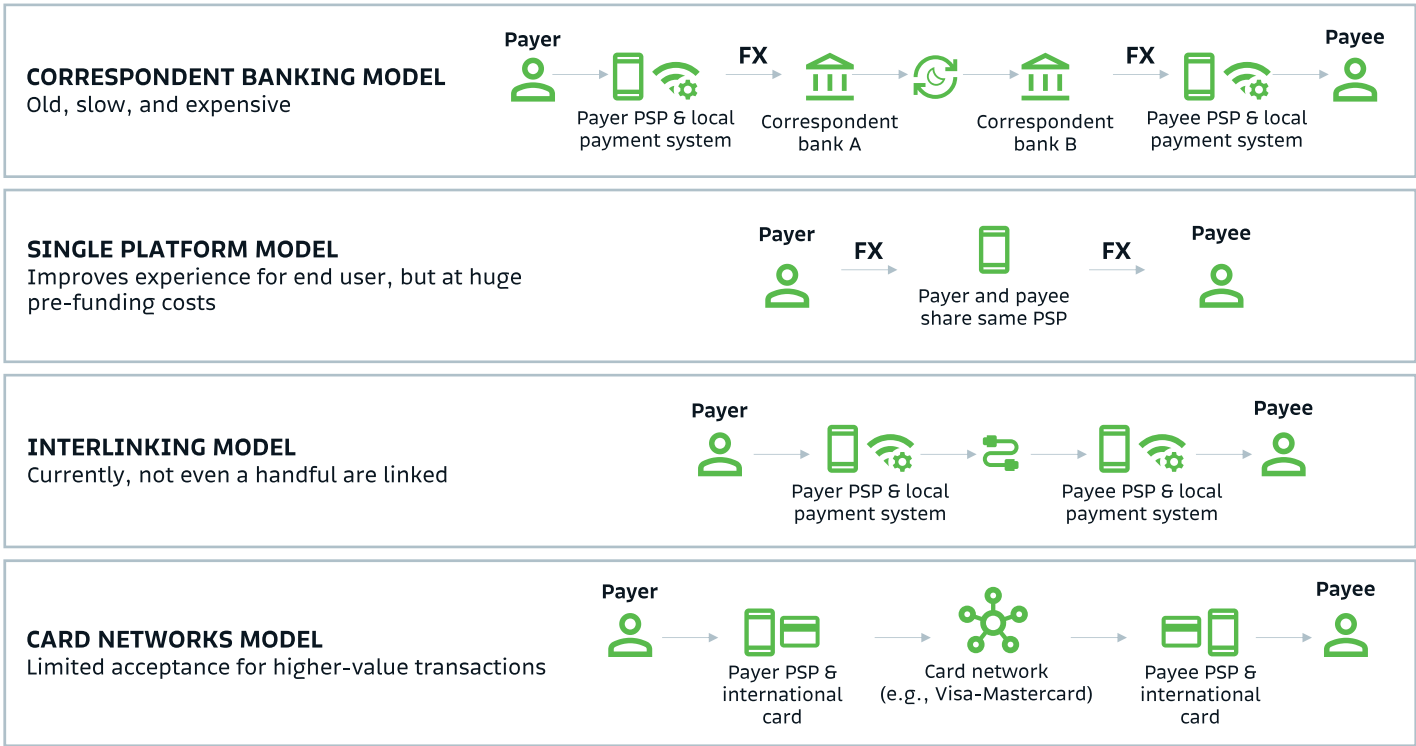 CORRESPONDENT BANKING MODEL
Old, slow, and expensive
Payer
Payer PSP & local
payment system
FX
Correspondent
bank A
Correspondent
bank B
FX
Payee PSP & local
payment system
Payee
SINGLE PLATFORM MODEL
Improves experience for end user, but at huge
pre-funding costs
Payer
FX
Payer and payee
share same PSP
FX
Payee
INTERLINKING MODEL
Currently, not even a handful are linked
Payer
Payer PSP & local
payment system
Payee PSP & local
payment system
Payee
CARD NETWORKS MODEL
Limited acceptance for higher-value transactions
Payer
Payer PSP &
international
card
Card network
(e.g., Visa-Mastercard)
Payee PSP &
international
card
Payee